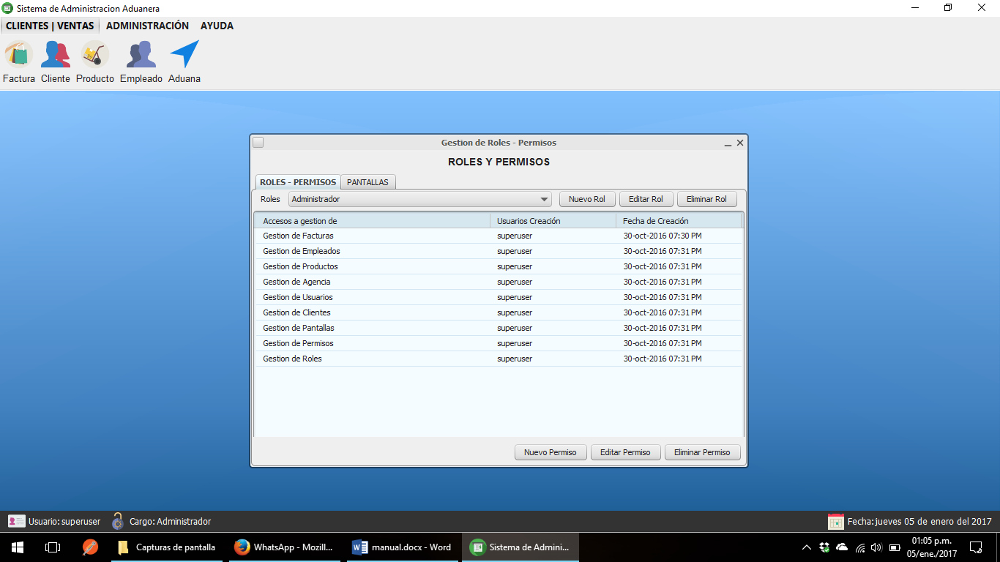 Sistema de Administracion Aduanera
CLIENTES | VENTAS ADMINISTRACIÓN AYUDA
Factura Cliente Producto Empleado Aduana
Gestion de Roles - Permisos
ROLES Y PERMISOS
ROLES - PERMISOS PANTALLAS
Roles Administrador Nuevo Rol Editar Rol Eliminar Rol
Accesos a gestion de Usuarios Creación Fecha de Creación
Gestion de Facturas superuser 30-oct-2016 07:30 PM
Gestion de Empleados superuser 30-oct-2016 07:31 PM
Gestion de Productos superuser 30-oct-2016 07:31 PM
Gestion de Agencia superuser 30-oct-2016 07:31 PM
Gestion de Usuarios superuser 30-oct-2016 07:31 PM
Gestion de Clientes superuser 30-oct-2016 07:31 PM
Gestion de Pantallas superuser 30-oct-2016 07:31 PM
Gestion de Permisos superuser 30-oct-2016 07:31 PM
Gestion de Roles superuser 30-oct-2016 07:31 PM
Nuevo Permiso Editar Permiso Eliminar Permiso
Usuario: superuser Cargo: Administrador Fecha: jueves 05 de enero del 2017
Capturas de pantalla WhatsApp - Mozill... manual.docx - Word Sistema de Admini... 01:05 p.m.
05/ene./2017